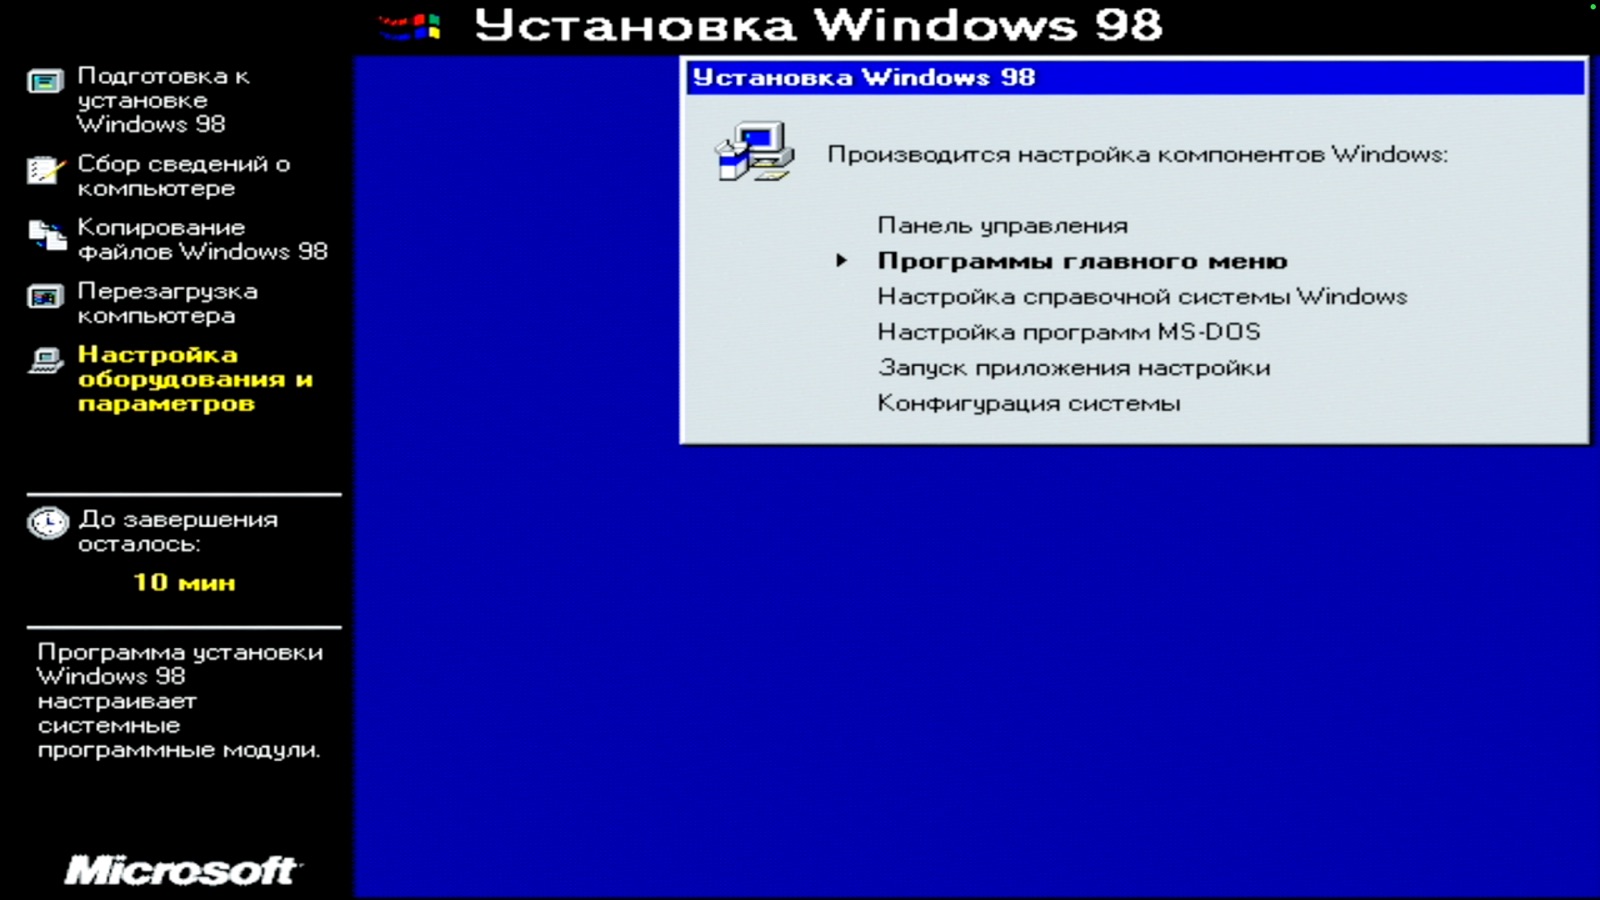 Установка Windows 98
Подготовка к
установке
Windows 98
Сбор сведений о
компьютере
Копирование
файлов Windows 98
Перезагрузка
компьютера
Настройка
оборудования и
параметров
До завершения
осталось:
10 мин
Программа установки
Windows 98
настраивает
системные
программные модули.
Microsoft
Установка Windows 98
Производится настройка компонентов Windows:
Панель управления
Программы главного меню
Настройка справочной системы Windows
Настройка программ MS-DOS
Запуск приложения настройки
Конфигурация системы